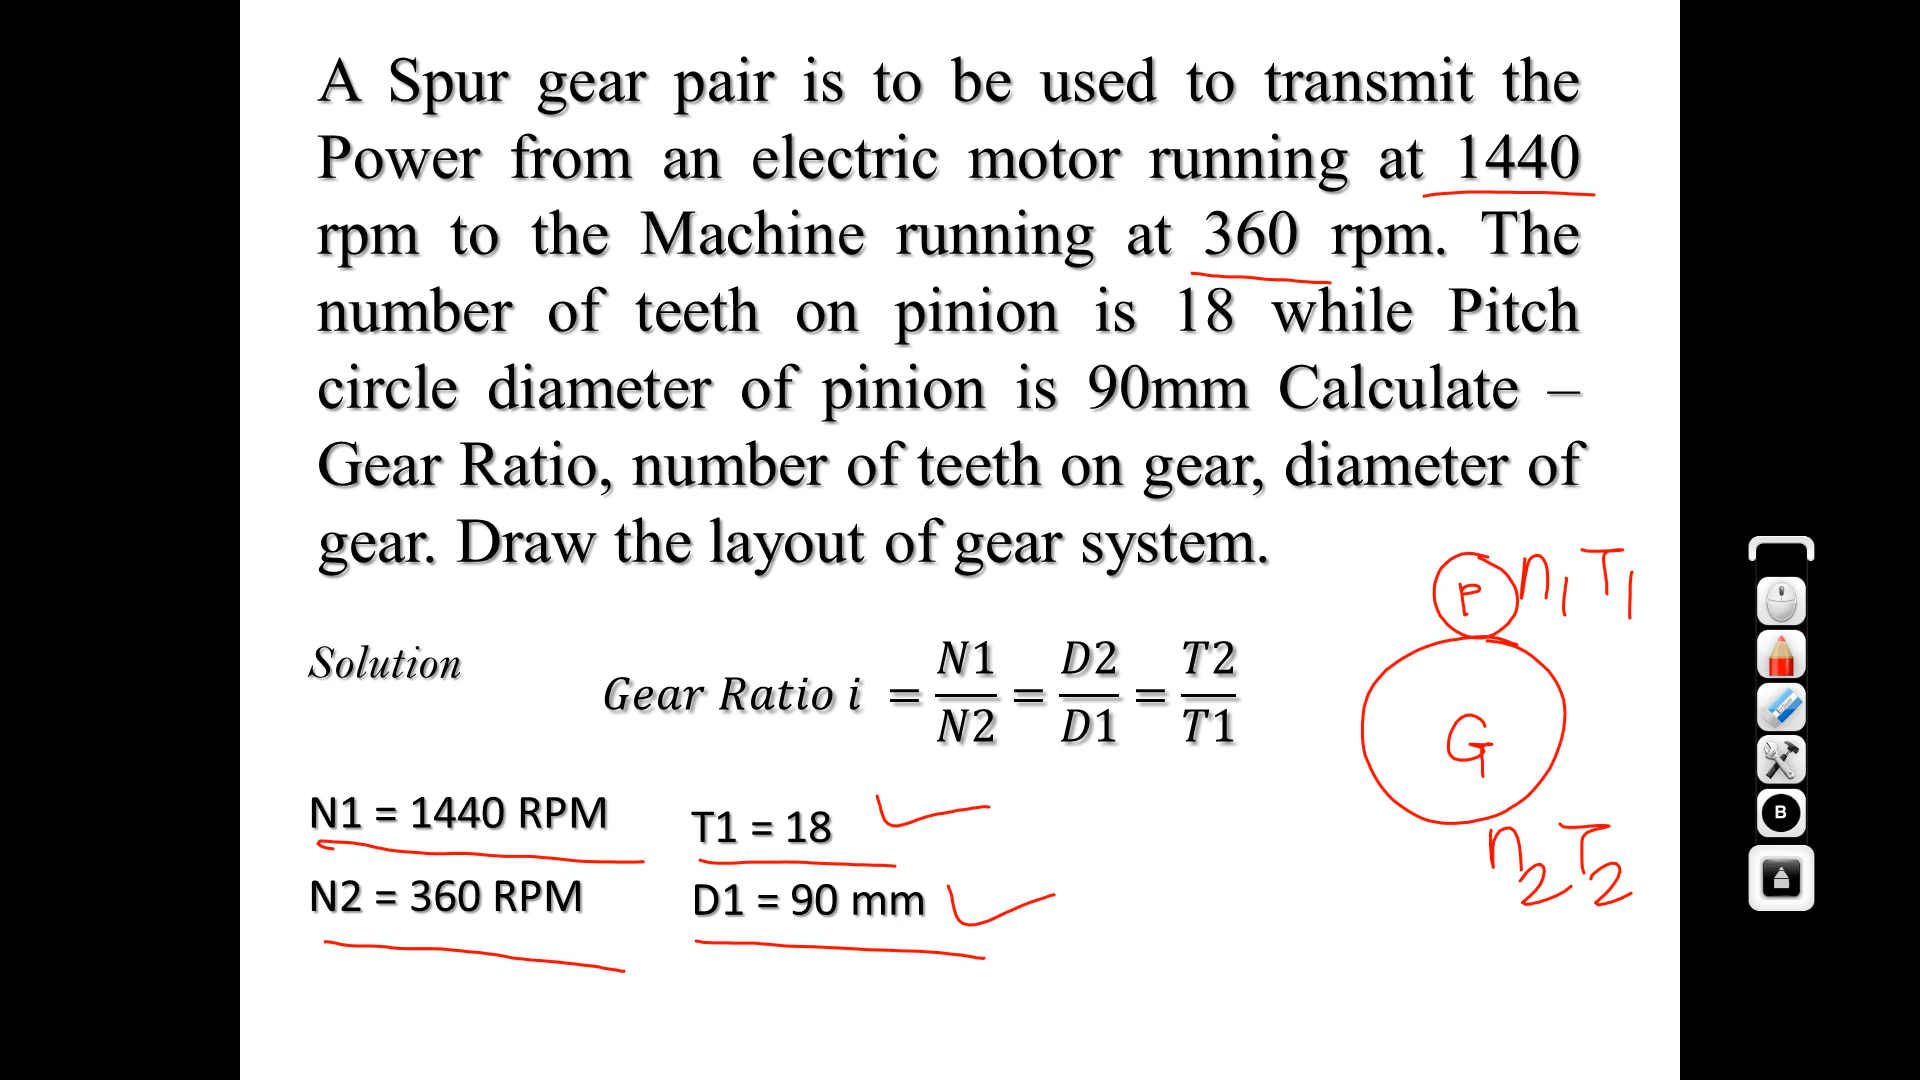 A Spur gear pair is to be used to transmit the
Power from an electric motor running at 1440
rpm to the Machine running at 360 rpm. The
number of teeth on pinion is 18 while Pitch
circle diameter of pinion is 90mm Calculate –
Gear Ratio, number of teeth on gear, diameter of
gear. Draw the layout of gear system.
P n1 T1
Solution
Gear Ratio i = N1/N2 = D2/D1 = T2/T1
G
N1 = 1440 RPM T1 = 18
n2 T2
N2 = 360 RPM D1 = 90 mm
B